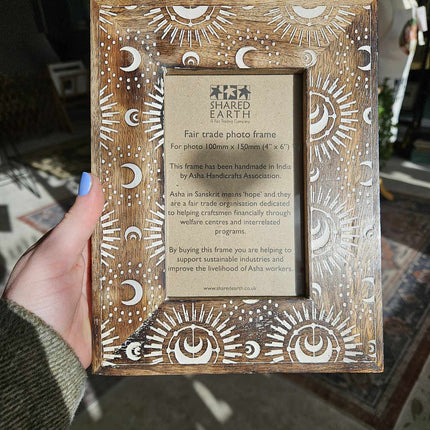 SHARED
EARTH
A Fair Trading Company
Fair trade photo frame
For photo 100mm x 150mm (4" x 6")
This frame has been handmade in India
by Asha Handicrafts Association.
Asha in Sanskrit means 'hope' and they
are a fair trade organisation dedicated
to helping craftsmen financially through
welfare centres and interrelated
programs.
By buying this frame you are helping to
support sustainable industries and
improve the livelihood of Asha workers.
www.sharedearth.co.uk